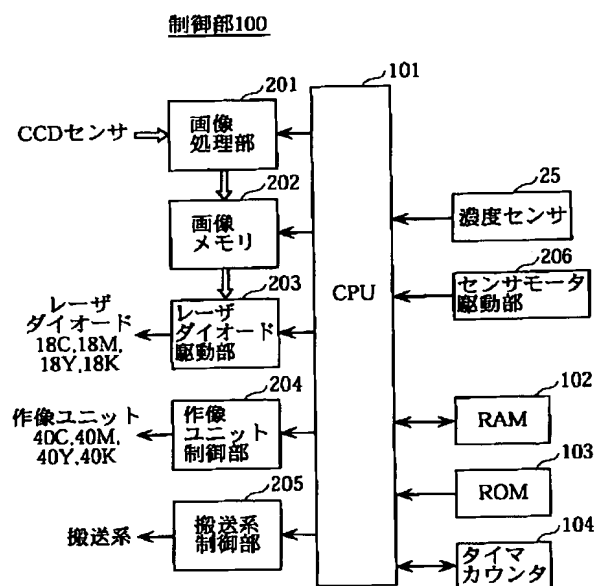 制御部100
201
CCDセンサ
画像
処理部
202
画像
メモリ
203
レーザ
ダイオード
18C,18M,
18Y,18K
レーザ
ダイオード
駆動部
204
作像ユニット
40C,40M,
40Y,40K
作像
ユニット
制御部
205
搬送系
搬送系
制御部
101
CPU
25
濃度センサ
206
センサモータ
駆動部
102
RAM
103
ROM
104
タイマ
カウンタ